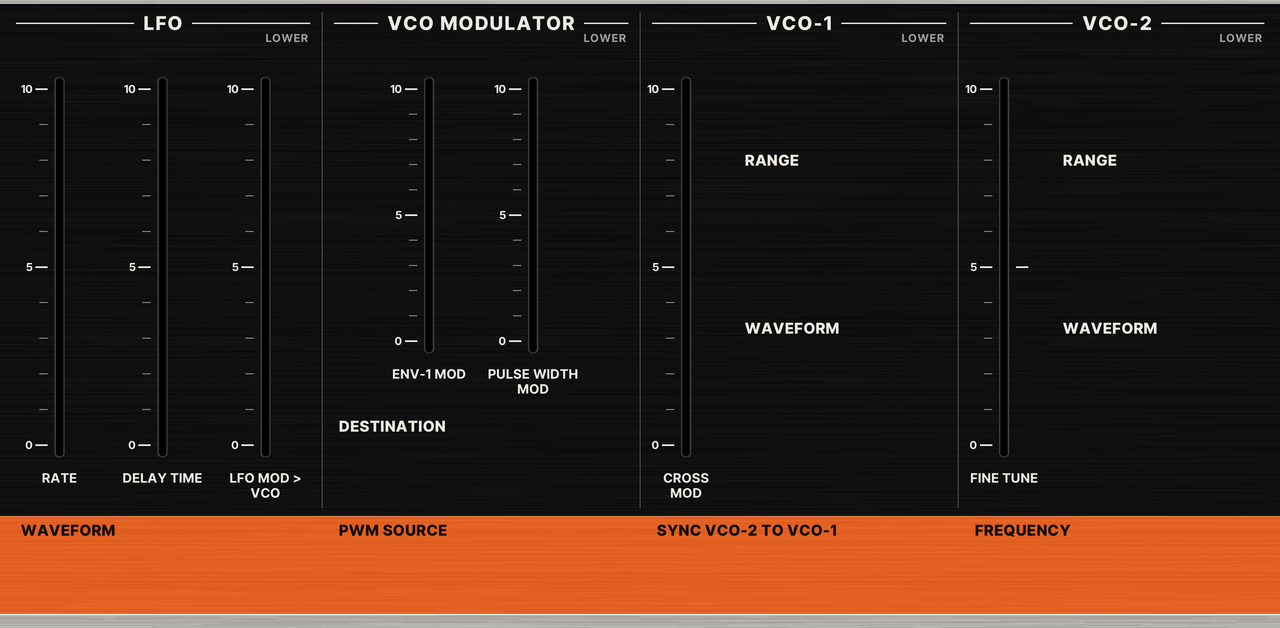 LFO
LOWER
10 10 10
5 5 5
0 0 0
RATE DELAY TIME LFO MOD >
VCO
WAVEFORM
VCO MODULATOR
LOWER
10 10
5 5
0 0
ENV-1 MOD PULSE WIDTH
MOD
DESTINATION
PWM SOURCE
VCO-1
LOWER
10
RANGE
5
WAVEFORM
0
CROSS
MOD
SYNC VCO-2 TO VCO-1
VCO-2
LOWER
10
RANGE
5
WAVEFORM
0
FINE TUNE
FREQUENCY